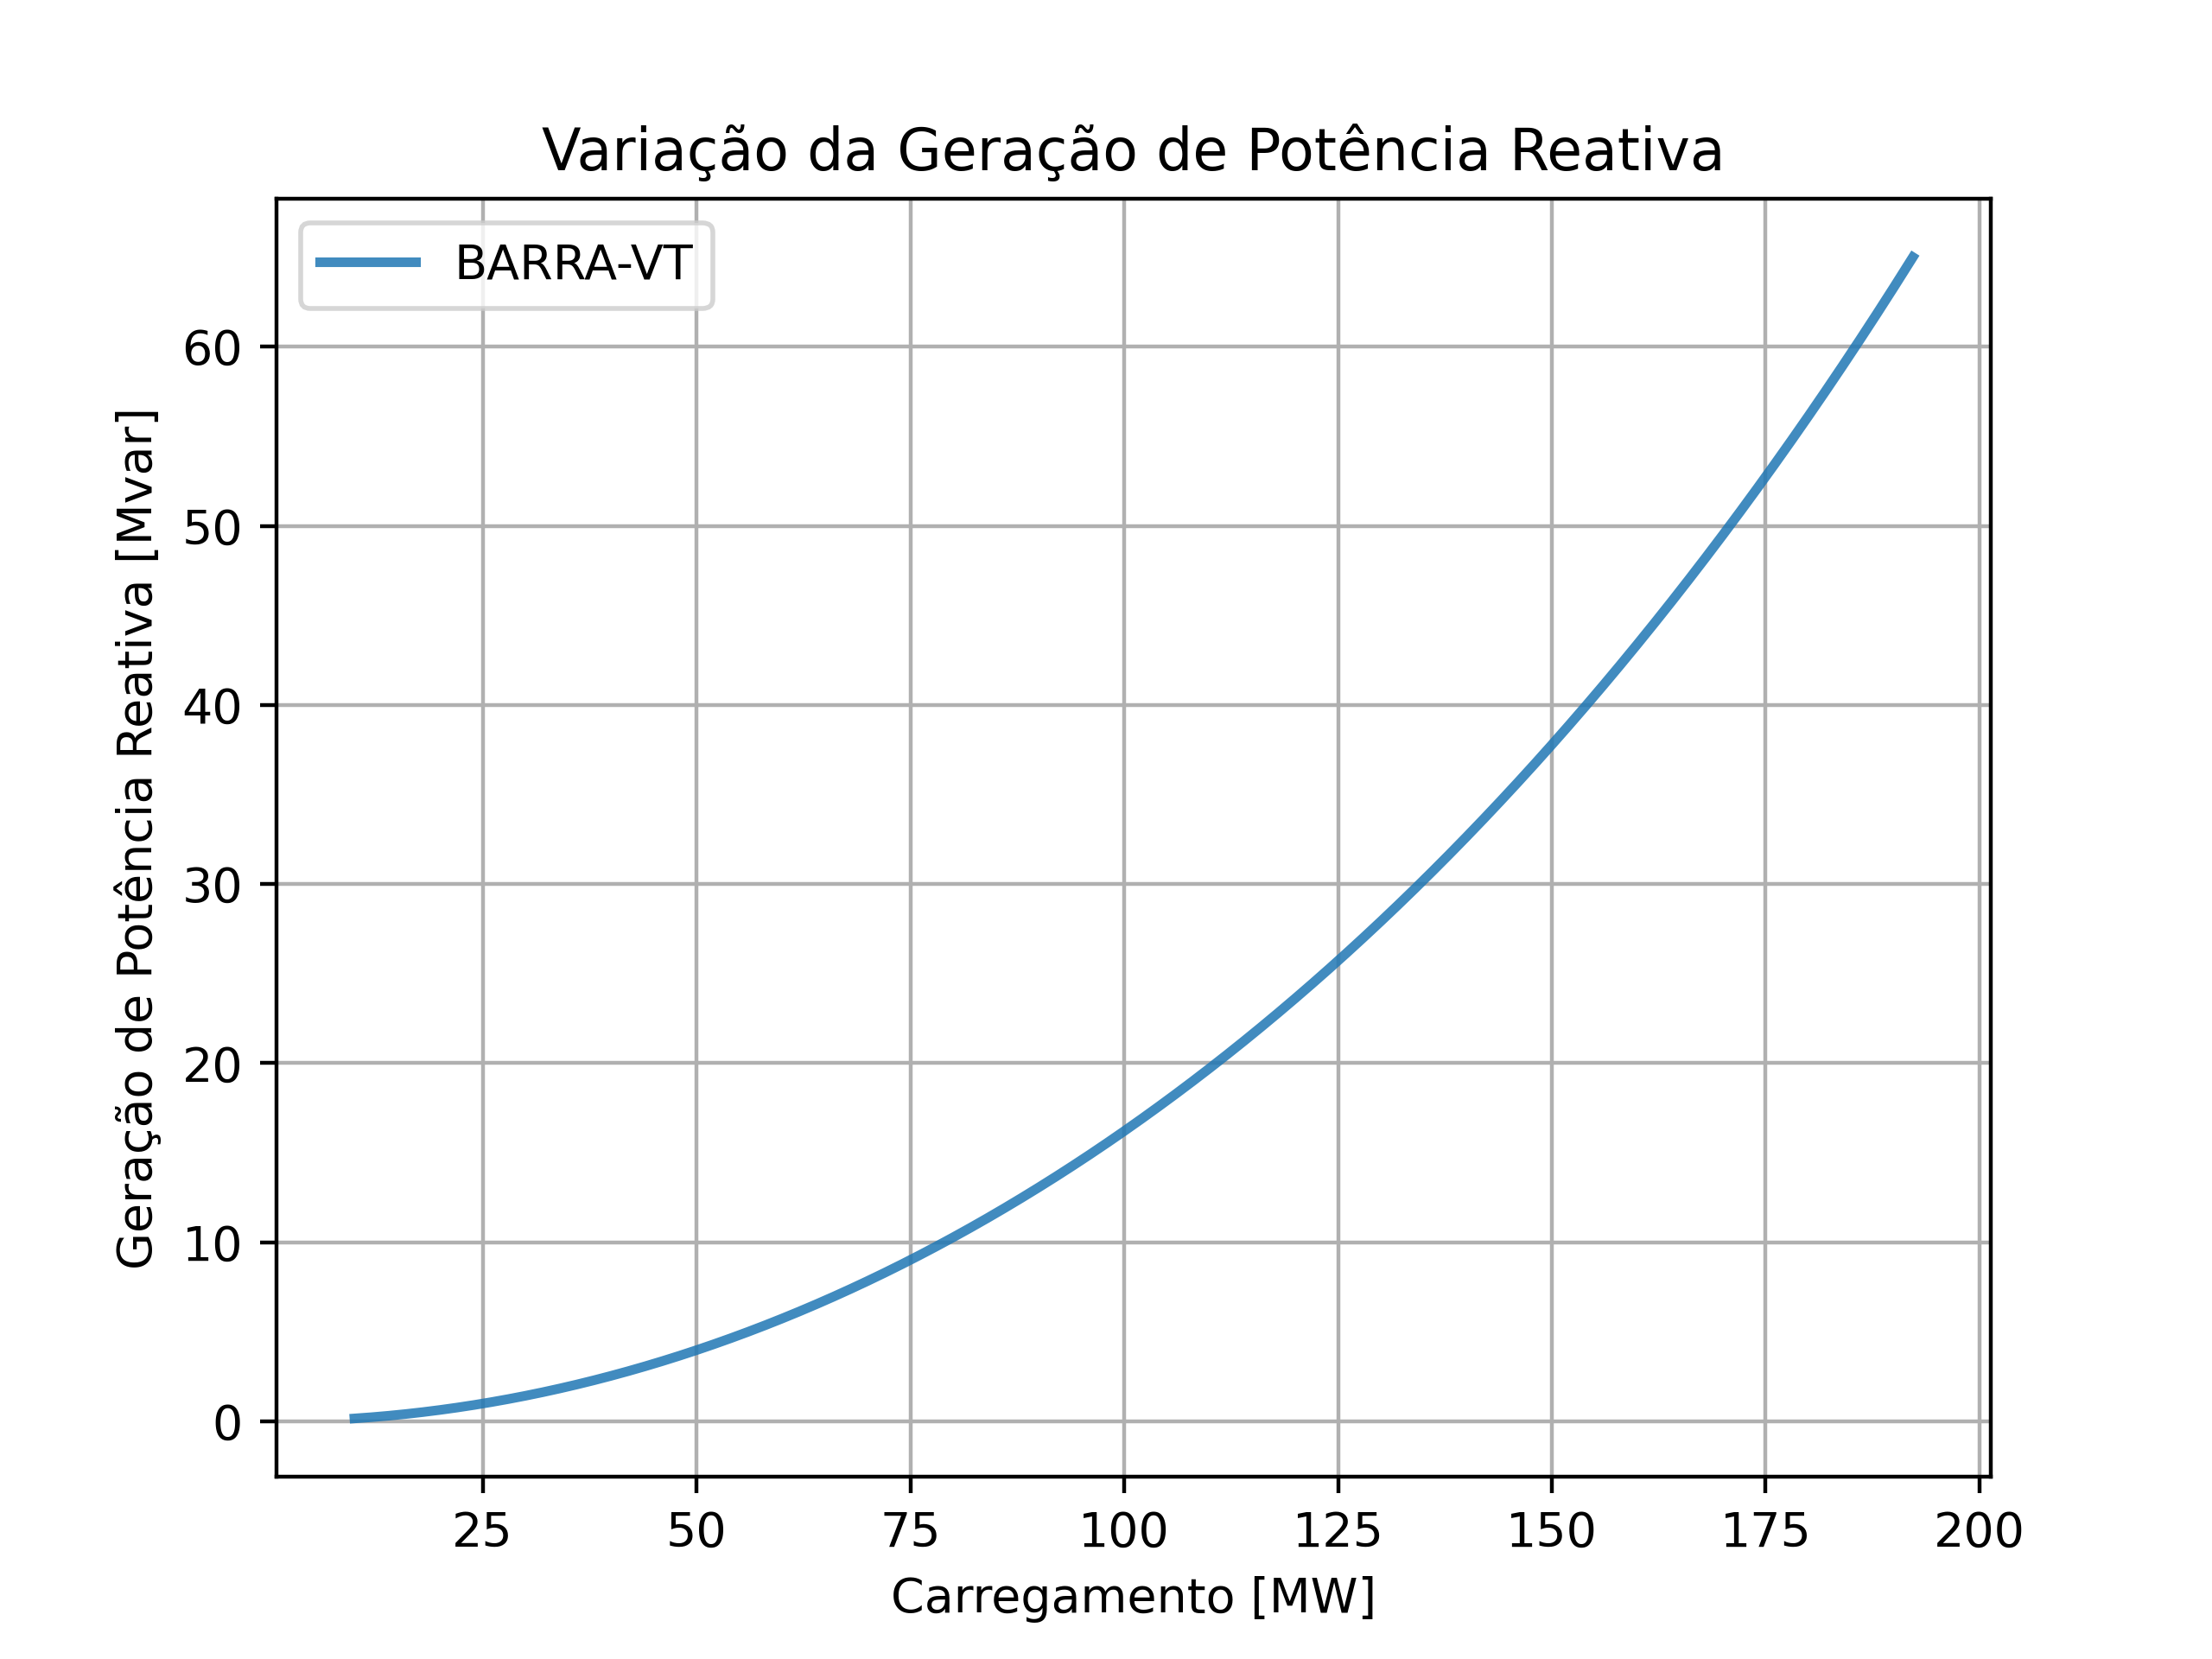 Variação da Geração de Potência Reativa
BARRA-VT
Geração de Potência Reativa [Mvar]
60
50
40
30
20
10
0
25 50 75 100 125 150 175 200
Carregamento [MW]